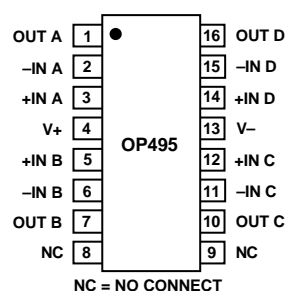 OUT A 1 16 OUT D
–IN A 2 15 –IN D
+IN A 3 14 +IN D
V+ 4 13 V–
OP495
+IN B 5 12 +IN C
–IN B 6 11 –IN C
OUT B 7 10 OUT C
NC 8 9 NC
NC = NO CONNECT